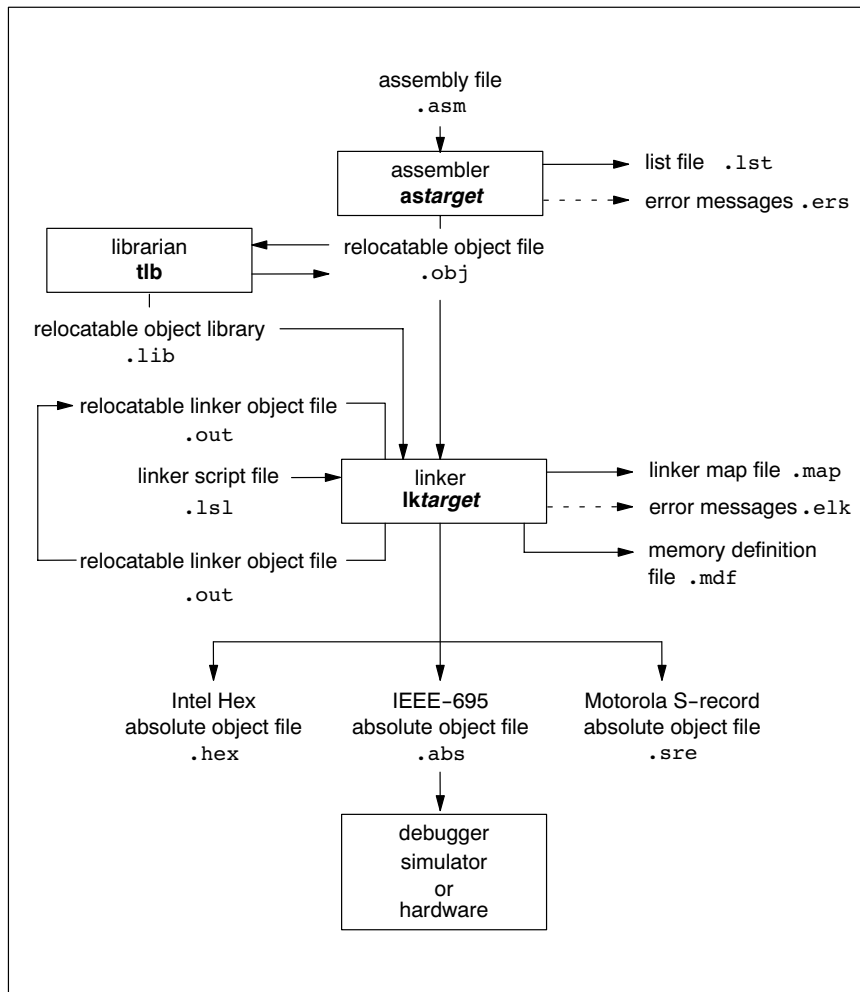 assembly file
.asm
assembler
astarget
list file .lst
error messages .ers
librarian
tlb
relocatable object file
.obj
relocatable object library
.lib
relocatable linker object file
.out
linker script file
.lsl
linker
lktarget
linker map file .map
error messages .elk
memory definition
file .mdf
relocatable linker object file
.out
Intel Hex
absolute object file
.hex
IEEE-695
absolute object file
.abs
Motorola S-record
absolute object file
.sre
debugger
simulator
or
hardware